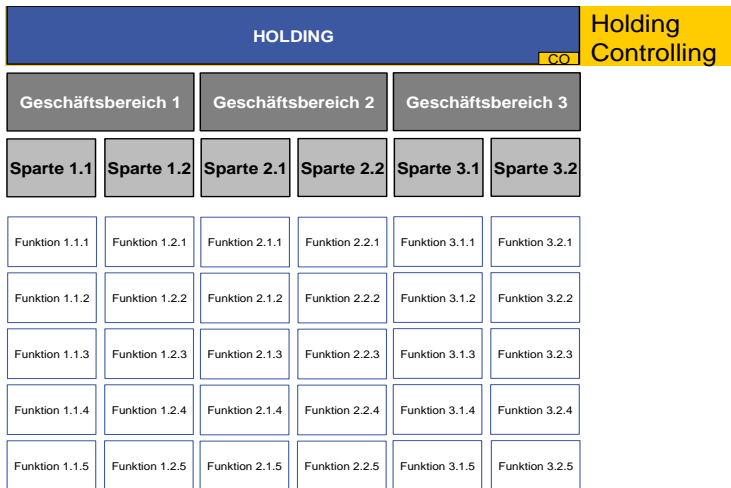 HOLDING
CO
Holding
Controlling
Geschäftsbereich 1 Geschäftsbereich 2 Geschäftsbereich 3
Sparte 1.1 Sparte 1.2 Sparte 2.1 Sparte 2.2 Sparte 3.1 Sparte 3.2
Funktion 1.1.1 Funktion 1.2.1 Funktion 2.1.1 Funktion 2.2.1 Funktion 3.1.1 Funktion 3.2.1
Funktion 1.1.2 Funktion 1.2.2 Funktion 2.1.2 Funktion 2.2.2 Funktion 3.1.2 Funktion 3.2.2
Funktion 1.1.3 Funktion 1.2.3 Funktion 2.1.3 Funktion 2.2.3 Funktion 3.1.3 Funktion 3.2.3
Funktion 1.1.4 Funktion 1.2.4 Funktion 2.1.4 Funktion 2.2.4 Funktion 3.1.4 Funktion 3.2.4
Funktion 1.1.5 Funktion 1.2.5 Funktion 2.1.5 Funktion 2.2.5 Funktion 3.1.5 Funktion 3.2.5